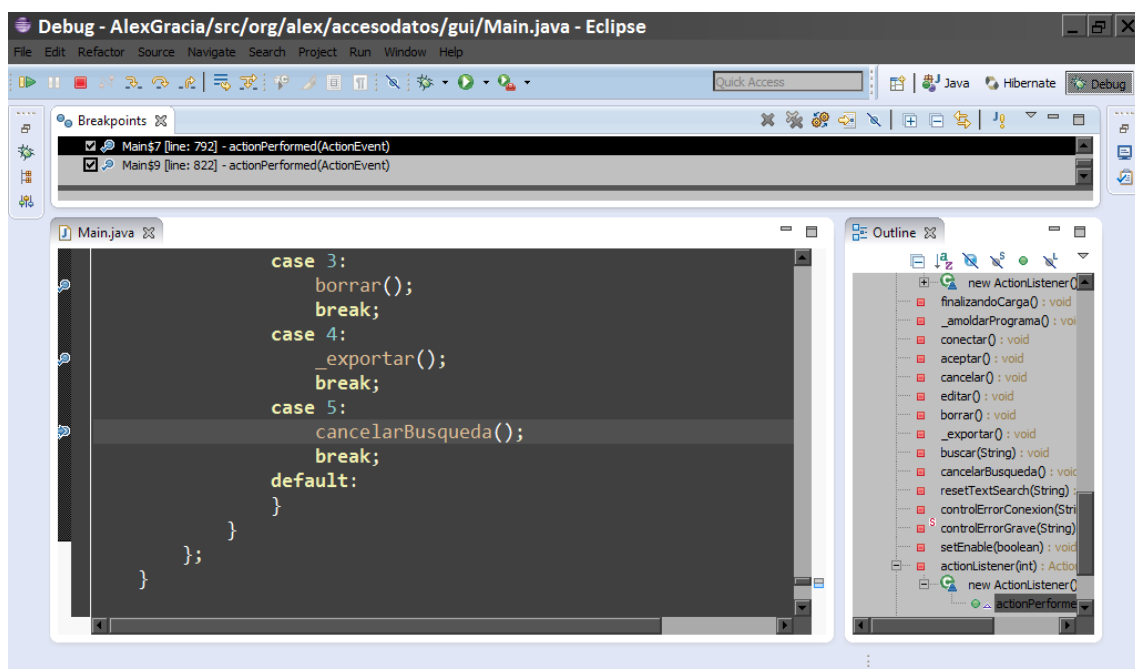 Debug - AlexGracia/src/org/alex/accesodatos/gui/Main.java - Eclipse
File Edit Refactor Source Navigate Search Project Run Window Help
Quick Access
Java
Hibernate
Debug
Breakpoints
Main$7 [line: 792] - actionPerformed(ActionEvent)
Main$9 [line: 822] - actionPerformed(ActionEvent)
Main.java
case 3:
borrar();
break;
case 4:
_exportar();
break;
case 5:
cancelarBusqueda();
break;
default:
}
}
};
}
Outline
new ActionListener()
finalizandoCarga() : void
_amoldarPrograma() : voi
conectar() : void
aceptar() : void
cancelar() : void
editar() : void
borrar() : void
_exportar() : void
buscar(String) : void
cancelarBusqueda() : voic
resetTextSearch(String) :
controlErrorConexion(Stri
controlErrorGrave(String)
setEnable(boolean) : void
actionListener(int) : Action
new ActionListener()
actionPerforme